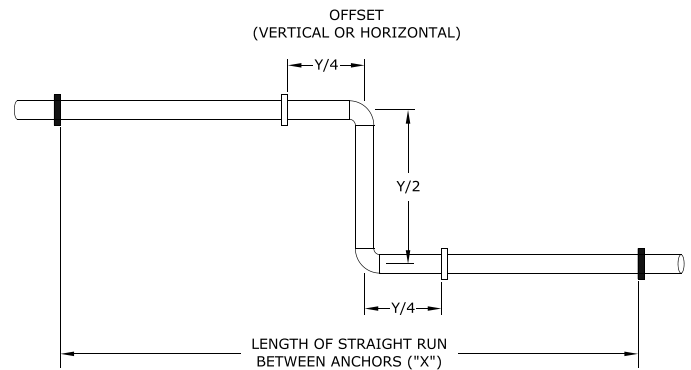 OFFSET
(VERTICAL OR HORIZONTAL)
Y/4
Y/2
Y/4
LENGTH OF STRAIGHT RUN
BETWEEN ANCHORS ("X")